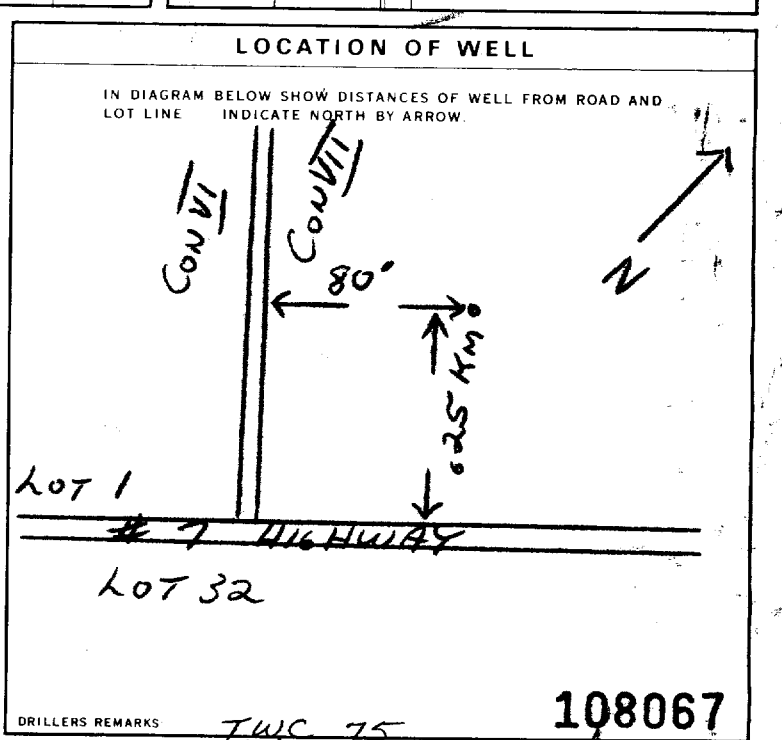 LOCATION OF WELL
IN DIAGRAM BELOW SHOW DISTANCES OF WELL FROM ROAD AND
LOT LINE INDICATE NORTH BY ARROW.
CON VI
CON VII
80'
N
.25 KM
LOT 1
# 7 HIGHWAY
LOT 32
DRILLERS REMARKS TWC 75
108067